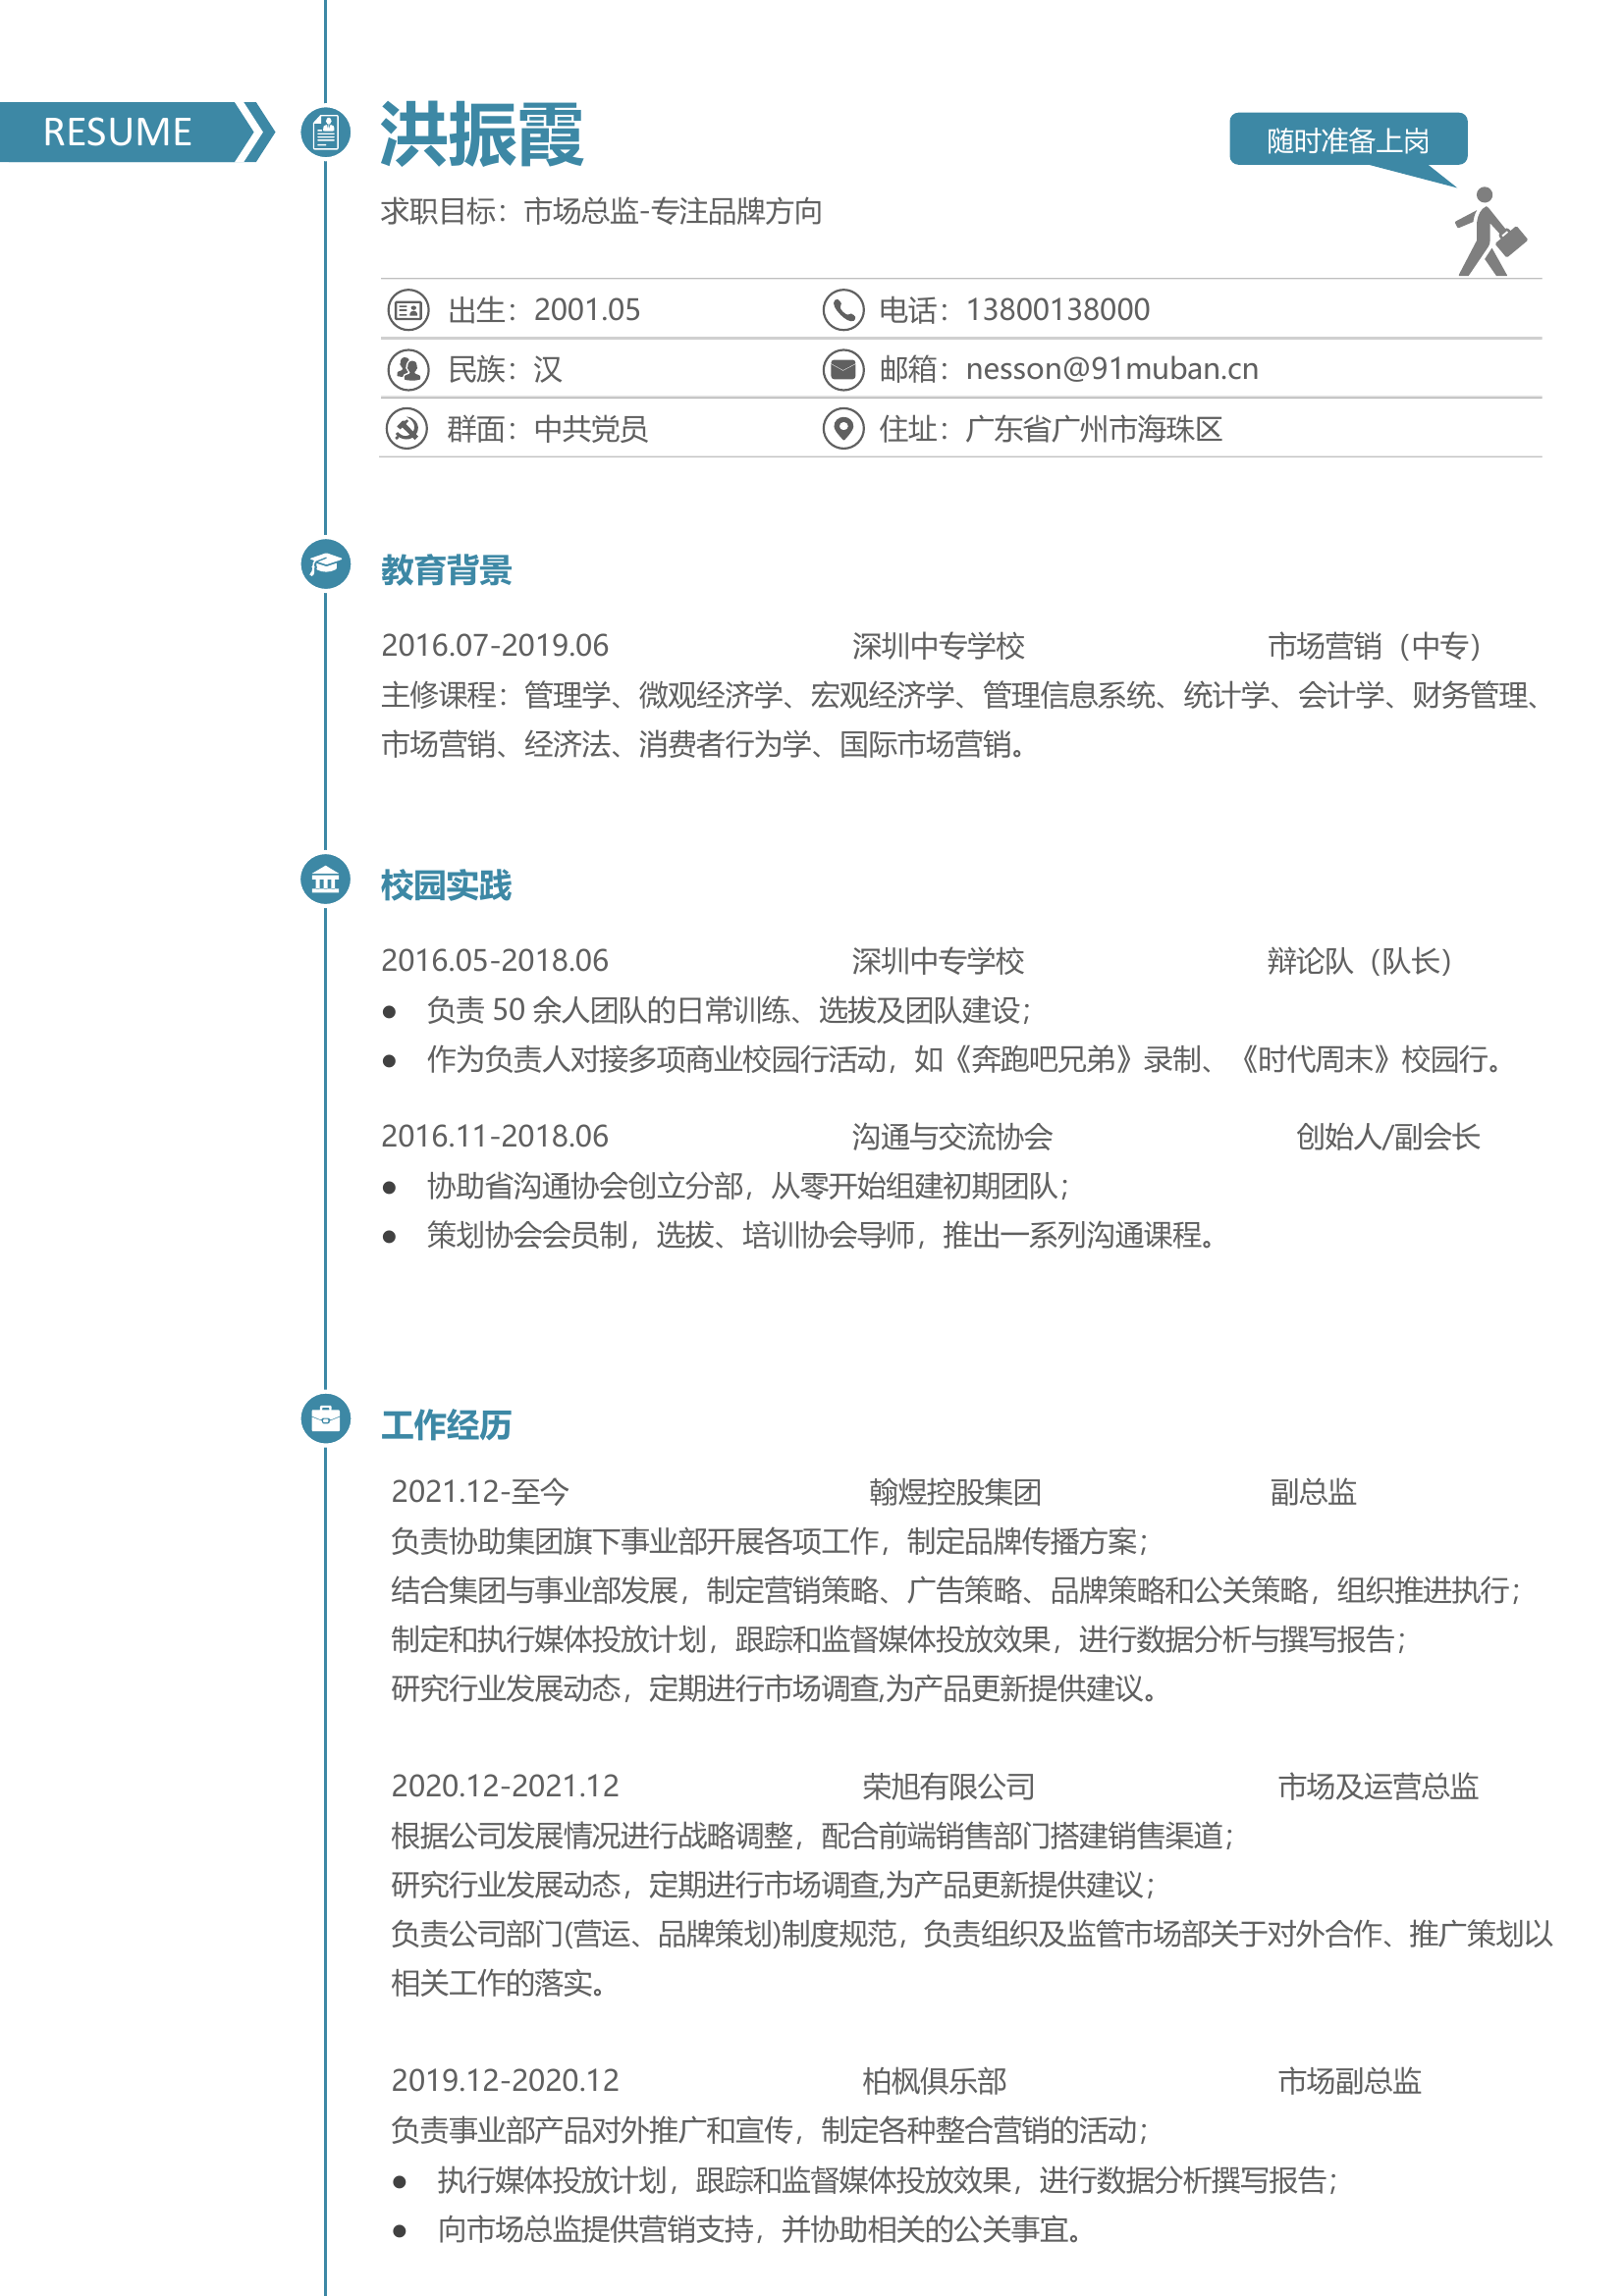 RESUME
洪振霞
随时准备上岗
求职目标：市场总监-专注品牌方向
出生：2001.05 电话：13800138000
民族：汉 邮箱：nesson@91muban.cn
群面：中共党员 住址：广东省广州市海珠区
教育背景
2016.07-2019.06 深圳中专学校 市场营销（中专）
主修课程：管理学、微观经济学、宏观经济学、管理信息系统、统计学、会计学、财务管理、
市场营销、经济法、消费者行为学、国际市场营销。
校园实践
2016.05-2018.06 深圳中专学校 辩论队（队长）
● 负责 50 余人团队的日常训练、选拔及团队建设；
● 作为负责人对接多项商业校园行活动，如《奔跑吧兄弟》录制、《时代周末》校园行。
2016.11-2018.06 沟通与交流协会 创始人/副会长
● 协助省沟通协会创立分部，从零开始组建初期团队；
● 策划协会会员制，选拔、培训协会导师，推出一系列沟通课程。
工作经历
2021.12-至今 翰煜控股集团 副总监
负责协助集团旗下事业部开展各项工作，制定品牌传播方案；
结合集团与事业部发展，制定营销策略、广告策略、品牌策略和公关策略，组织推进执行；
制定和执行媒体投放计划，跟踪和监督媒体投放效果，进行数据分析与撰写报告；
研究行业发展动态，定期进行市场调查,为产品更新提供建议。
2020.12-2021.12 荣旭有限公司 市场及运营总监
根据公司发展情况进行战略调整，配合前端销售部门搭建销售渠道；
研究行业发展动态，定期进行市场调查,为产品更新提供建议；
负责公司部门(营运、品牌策划)制度规范，负责组织及监管市场部关于对外合作、推广策划以
相关工作的落实。
2019.12-2020.12 柏枫俱乐部 市场副总监
负责事业部产品对外推广和宣传，制定各种整合营销的活动；
● 执行媒体投放计划，跟踪和监督媒体投放效果，进行数据分析撰写报告；
● 向市场总监提供营销支持，并协助相关的公关事宜。